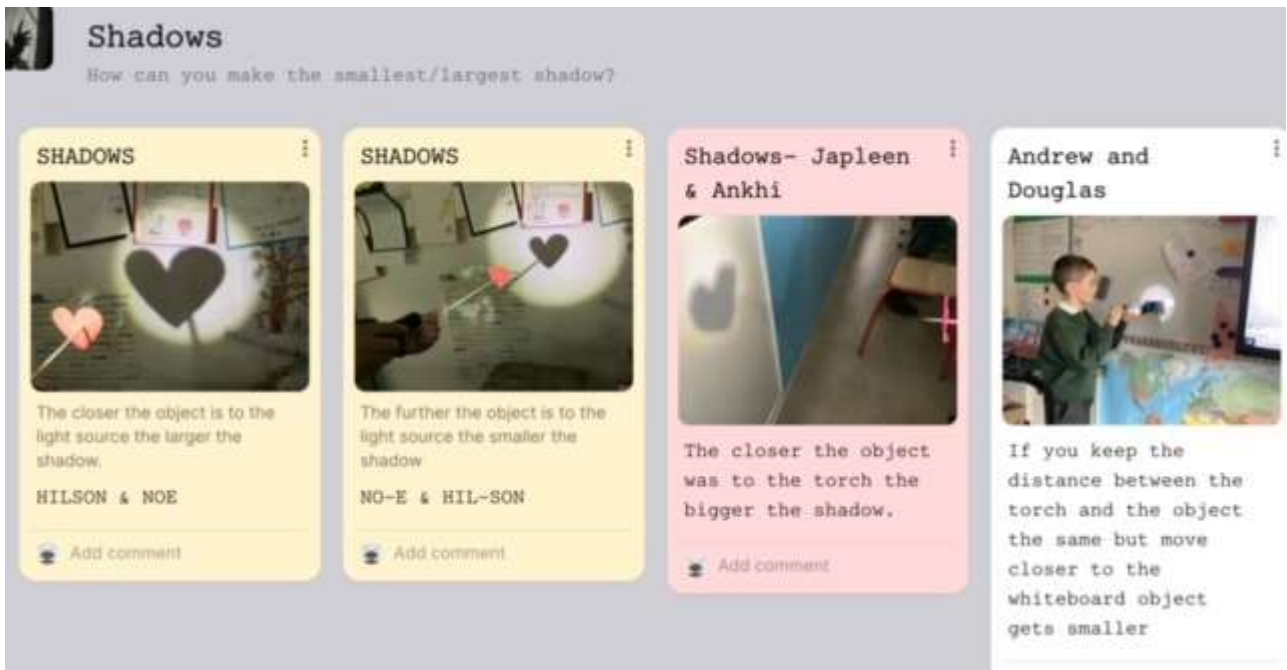 Shadows
How can you make the smallest/largest shadow?
SHADOWS
The closer the object is to the
light source the larger the
shadow.
HILSON & NOE
Add comment
SHADOWS
The further the object is to the
light source the smaller the
shadow
NO-E & HIL-SON
Add comment
Shadows- Japleen
& Ankhi
The closer the object
was to the torch the
bigger the shadow.
Add comment
Andrew and
Douglas
If you keep the
distance between the
torch and the object
the same but move
closer to the
whiteboard object
gets smaller